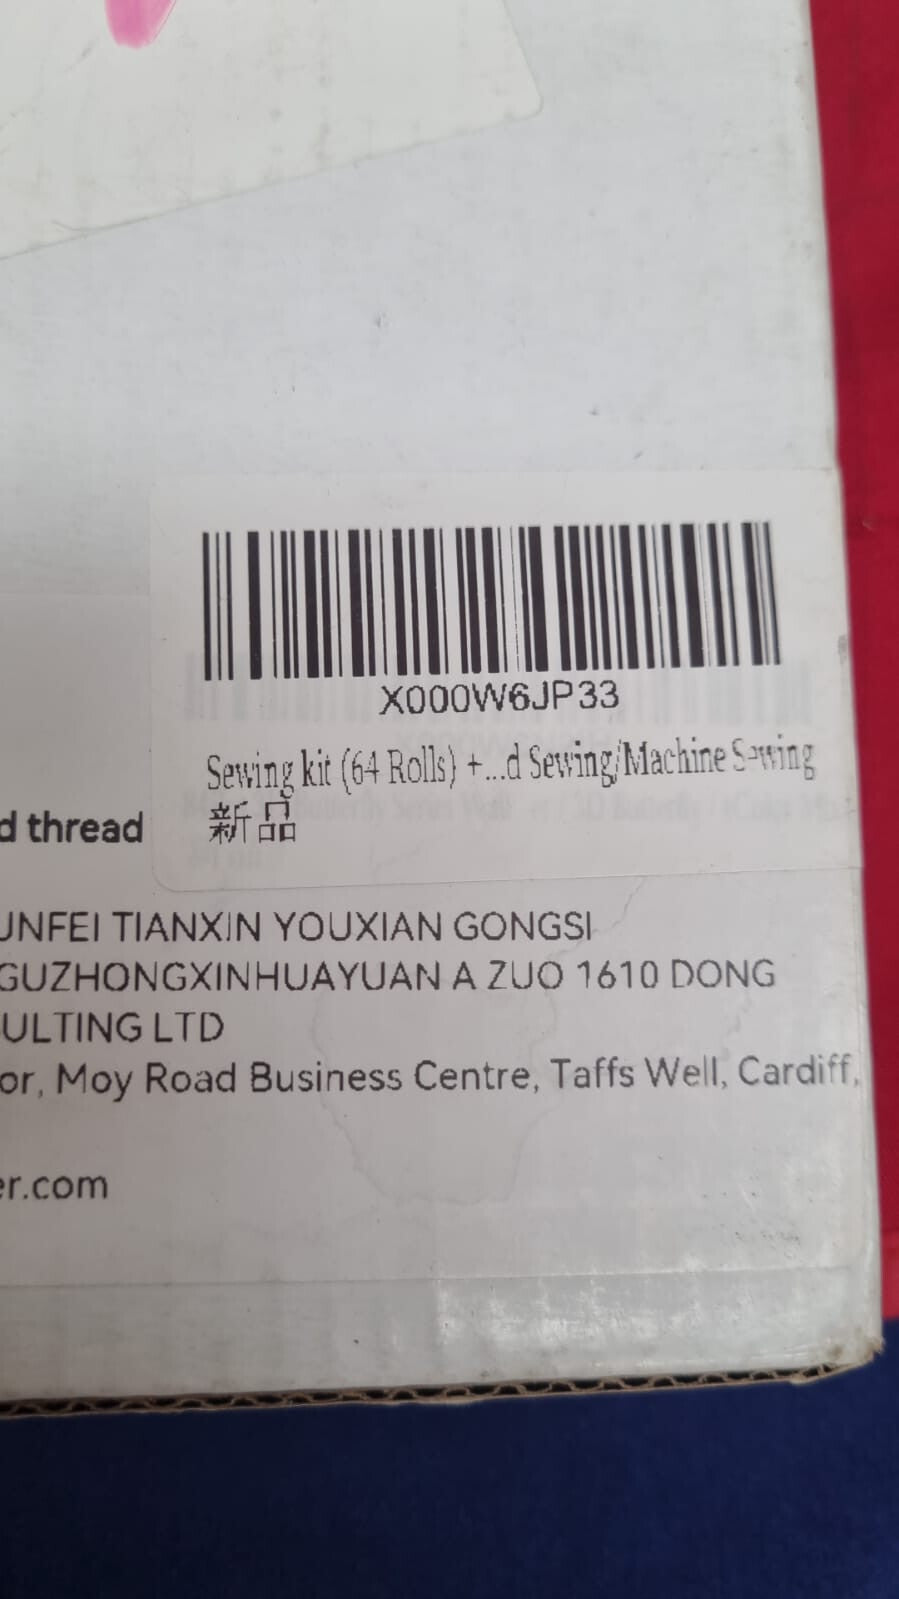 X000W6JP33
Sewing kit (64 Rolls) +...d Sewing/Machine Sewing
新品
d thread
UNFEI TIANXIN YOUXIAN GONGSI
GUZHONGXINHUAYUAN A ZUO 1610 DONG
ULTING LTD
or, Moy Road Business Centre, Taffs Well, Cardiff,
er.com